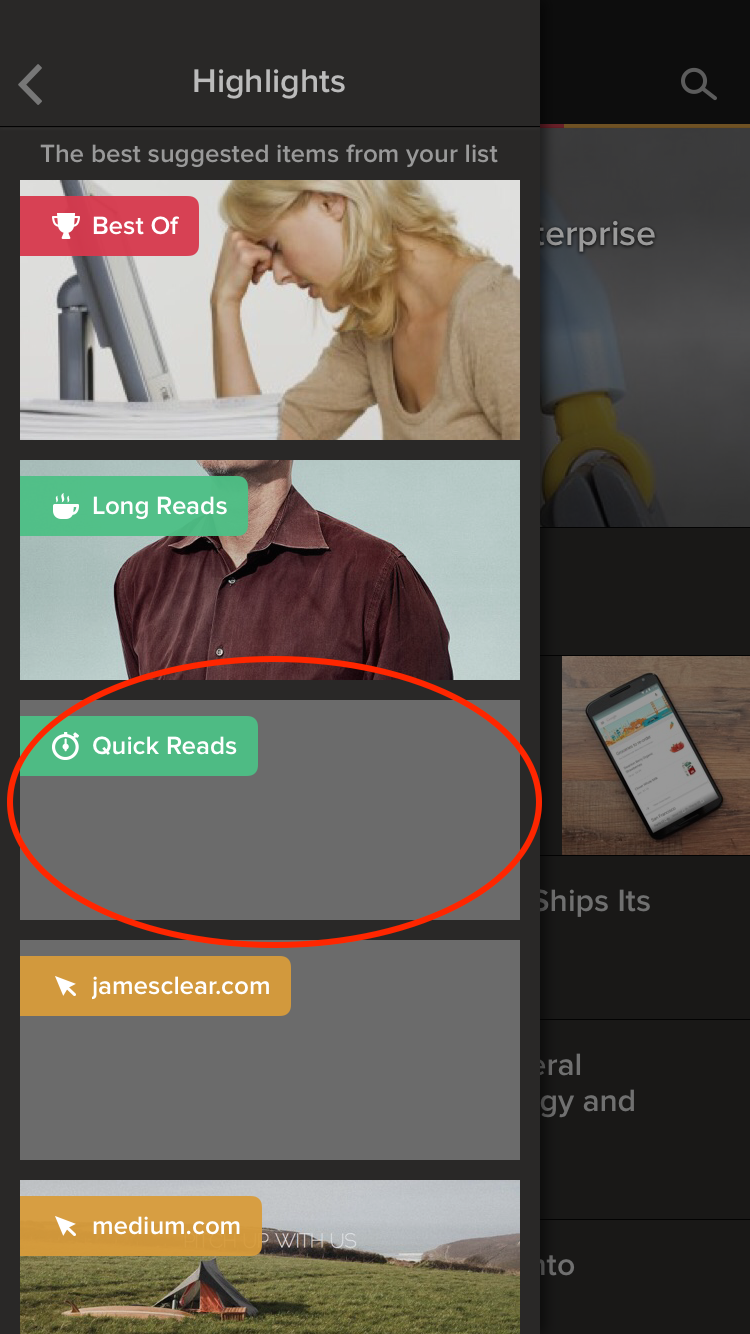 Highlights
The best suggested items from your list
Best Of
terprise
Long Reads
Quick Reads
Ships Its
jamesclear.com
eral
gy and
medium.com
P WITH US
nto